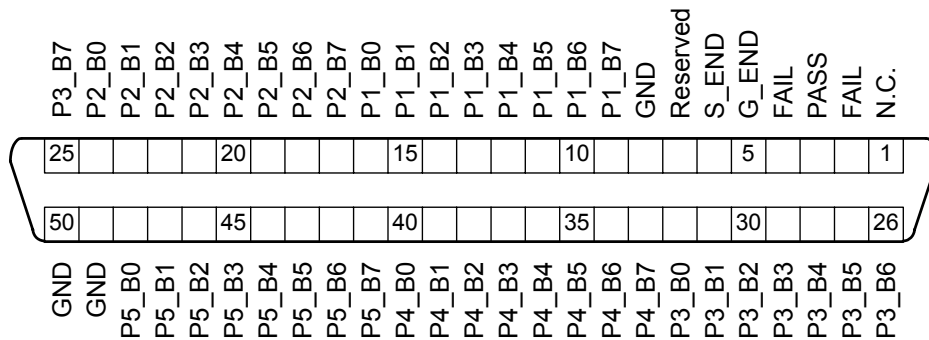 P3_B7
P2_B0
P2_B1
P2_B2
P2_B3
P2_B4
P2_B5
P2_B6
P2_B7
P1_B0
P1_B1
P1_B2
P1_B3
P1_B4
P1_B5
P1_B6
P1_B7
GND
Reserved
S_END
G_END
FAIL
PASS
FAIL
N.C.
25 20 15 10 5 1
50 45 40 35 30 26
GND
GND
P5_B0
P5_B1
P5_B2
P5_B3
P5_B4
P5_B5
P5_B6
P5_B7
P4_B0
P4_B1
P4_B2
P4_B3
P4_B4
P4_B5
P4_B6
P4_B7
P3_B0
P3_B1
P3_B2
P3_B3
P3_B4
P3_B5
P3_B6